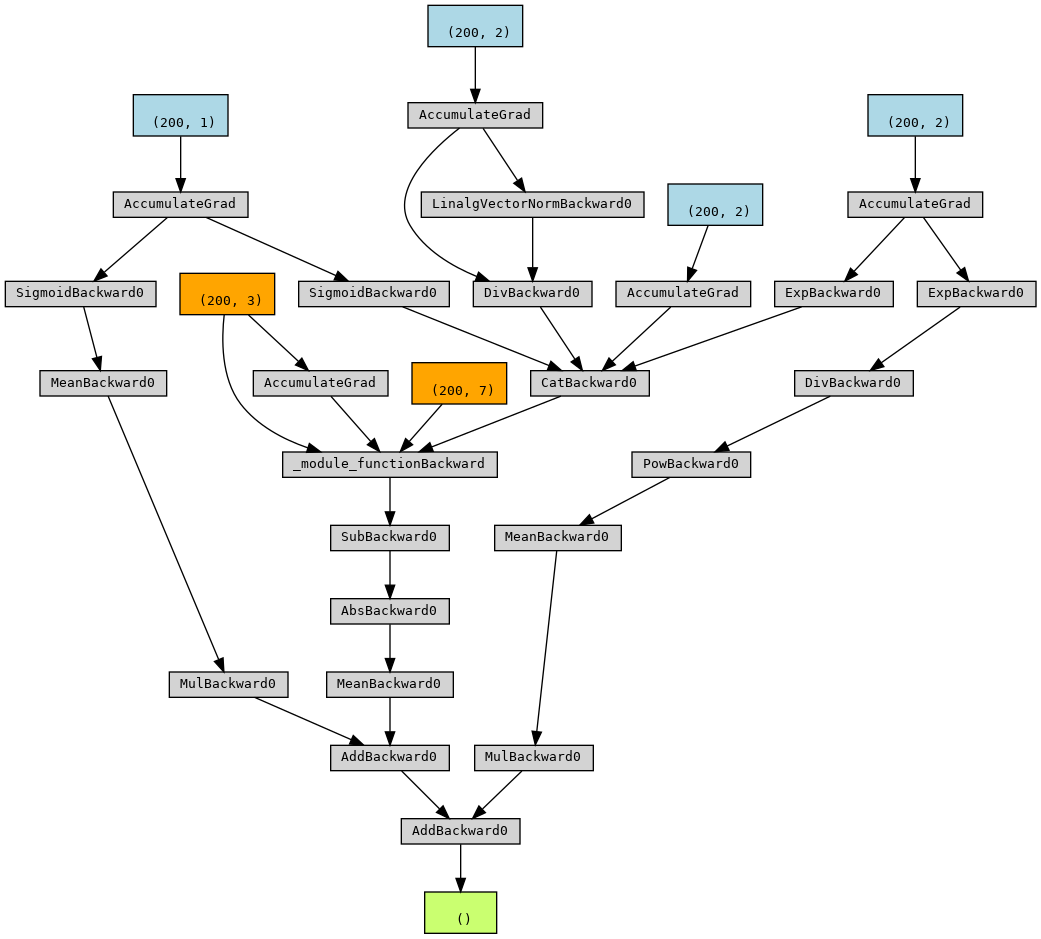 (200, 2)
(200, 1)
(200, 2)
AccumulateGrad
AccumulateGrad
LinalgVectorNormBackward0
(200, 2)
AccumulateGrad
SigmoidBackward0
(200, 3)
SigmoidBackward0
DivBackward0
AccumulateGrad
ExpBackward0
ExpBackward0
MeanBackward0
AccumulateGrad
(200, 7)
CatBackward0
DivBackward0
_module_functionBackward
PowBackward0
SubBackward0
MeanBackward0
AbsBackward0
MulBackward0
MeanBackward0
AddBackward0
MulBackward0
AddBackward0
()